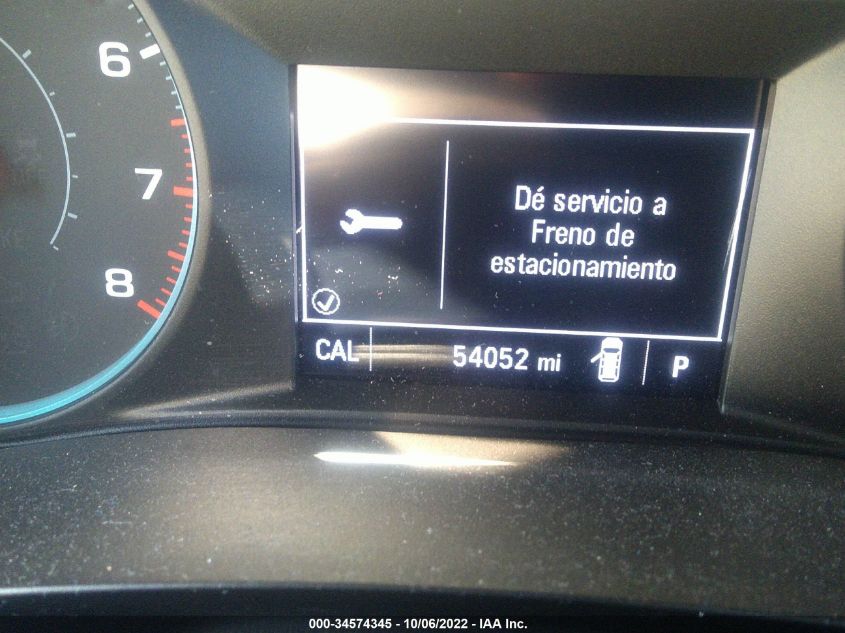 6
7
8
Dé servicio a
Freno de
estacionamiento
CAL 54052 mi P
000-34574345 - 10/06/2022 - IAA Inc.